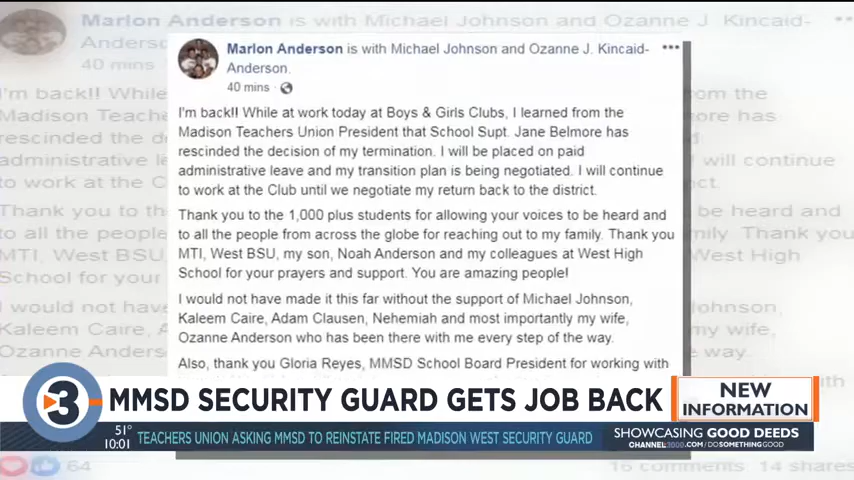 Marlon Anderson is with Michael Johnson and Ozanne J. Kincaid-
Anderson.
40 mins
I'm back!! While at work today at Boys & Girls Clubs, I learned from the
Madison Teachers Union President that School Supt. Jane Belmore has
rescinded the decision of my termination. I will be placed on paid
administrative leave and my transition plan is being negotiated. I will continue
to work at the Club until we negotiate my return back to the district.
Thank you to the 1,000 plus students for allowing your voices to be heard and
to all the people from across the globe for reaching out to my family. Thank you
MTI, West BSU, my son, Noah Anderson and my colleagues at West High
School for your prayers and support. You are amazing people!
I would not have made it this far without the support of Michael Johnson,
Kaleem Caire, Adam Clausen, Nehemiah and most importantly my wife,
Ozanne Anderson who has been there with me every step of the way.
Also, thank you Gloria Reyes, MMSD School Board President for working with
3
MMSD SECURITY GUARD GETS JOB BACK
NEW
INFORMATION
51°
10:01
TEACHERS UNION ASKING MMSD TO REINSTATE FIRED MADISON WEST SECURITY GUARD
SHOWCASING GOOD DEEDS
CHANNEL3000.COM/DOSOMETHINGGOOD
64
16 comments 14 shares